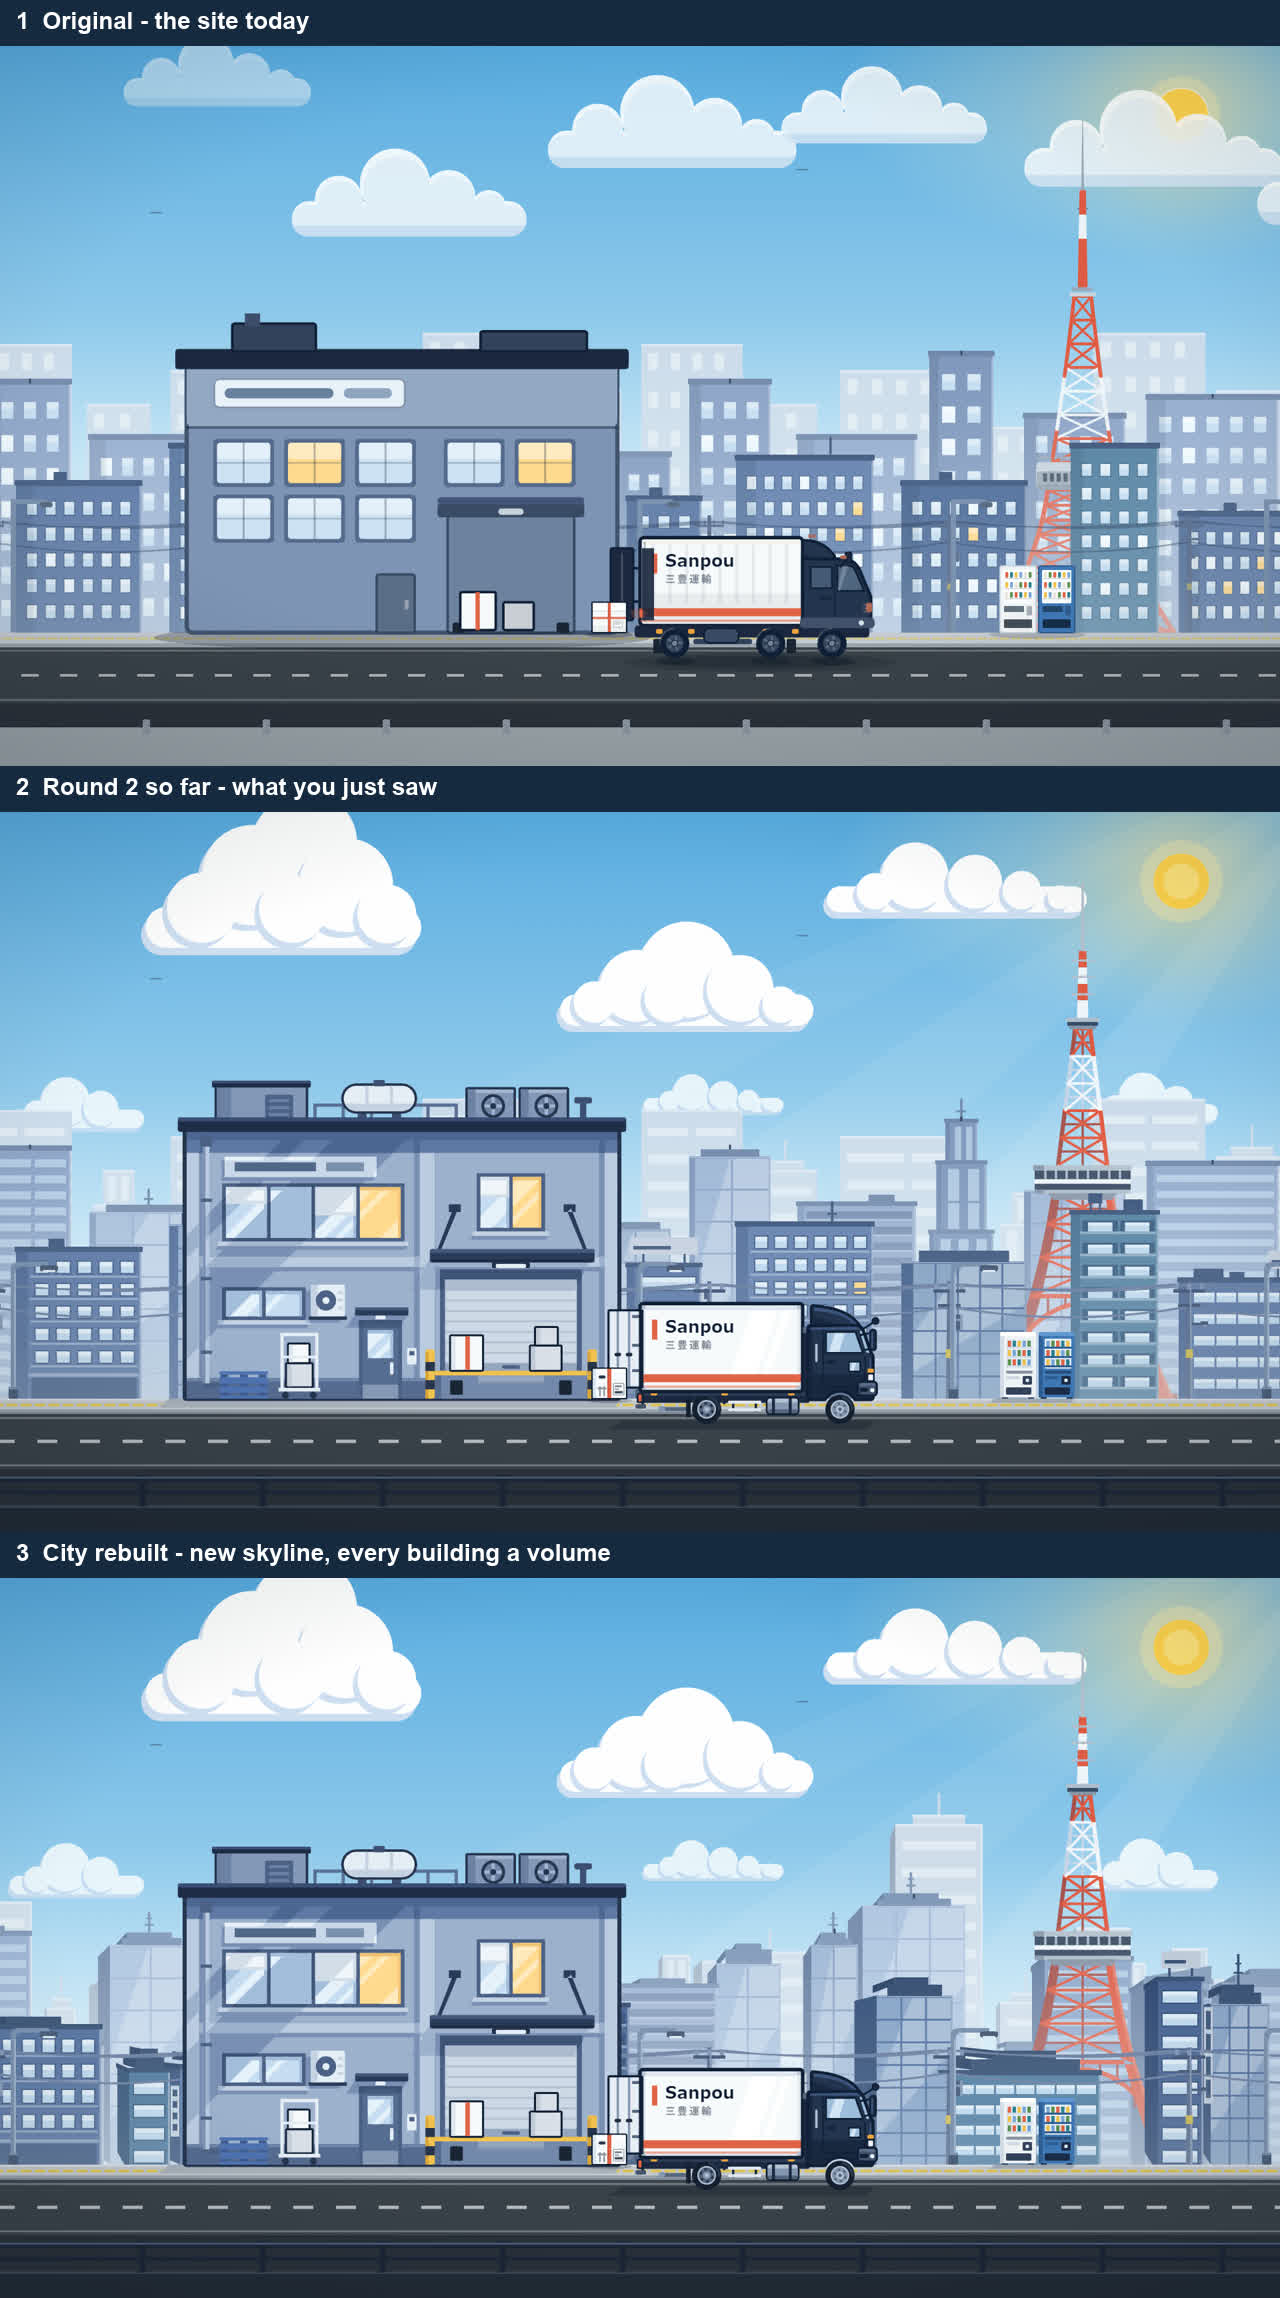 1 Original - the site today
Sanpou
三豊運輸
2 Round 2 so far - what you just saw
Sanpou
三豊運輸
3 City rebuilt - new skyline, every building a volume
Sanpou
三豊運輸